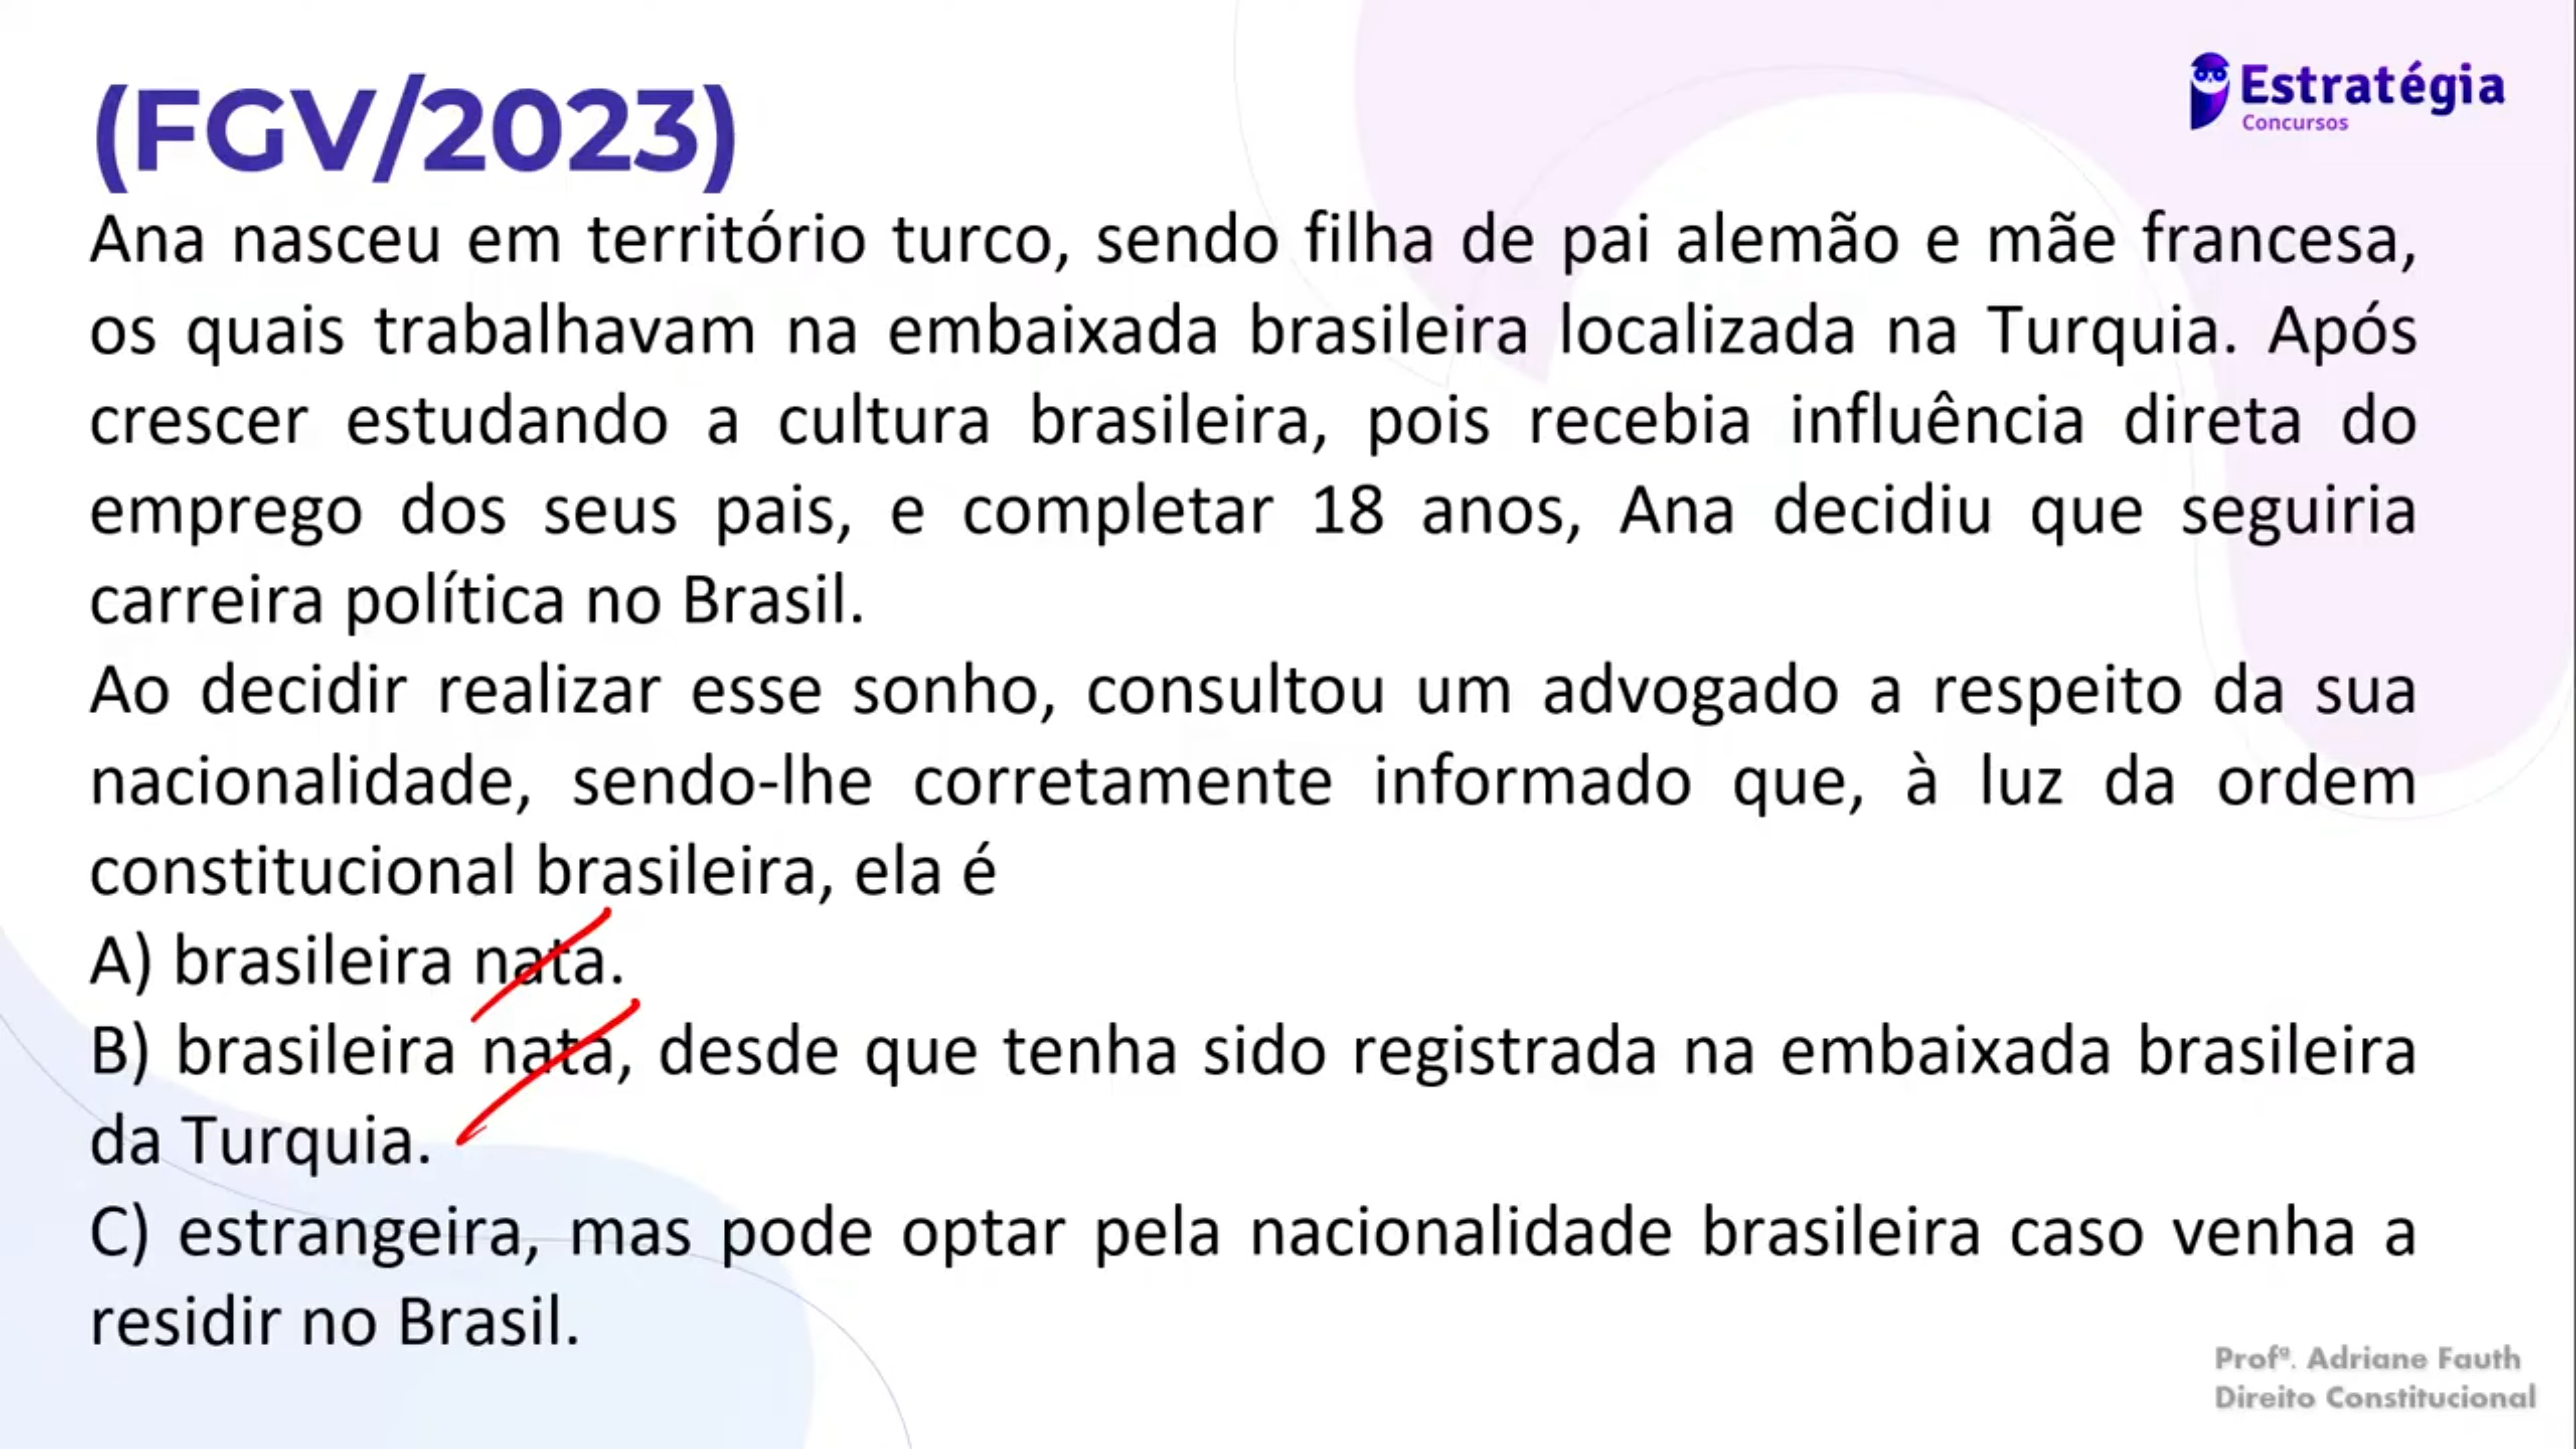 (FGV/2023)
Estratégia
Concursos
Ana nasceu em território turco, sendo filha de pai alemão e mãe francesa,
os quais trabalhavam na embaixada brasileira localizada na Turquia. Após
crescer estudando a cultura brasileira, pois recebia influência direta do
emprego dos seus pais, e completar 18 anos, Ana decidiu que seguiria
carreira política no Brasil.
Ao decidir realizar esse sonho, consultou um advogado a respeito da sua
nacionalidade, sendo-lhe corretamente informado que, à luz da ordem
constitucional brasileira, ela é
A) brasileira nata.
B) brasileira nata, desde que tenha sido registrada na embaixada brasileira
da Turquia.
C) estrangeira, mas pode optar pela nacionalidade brasileira caso venha a
residir no Brasil.
Profª. Adriane Fauth
Direito Constitucional